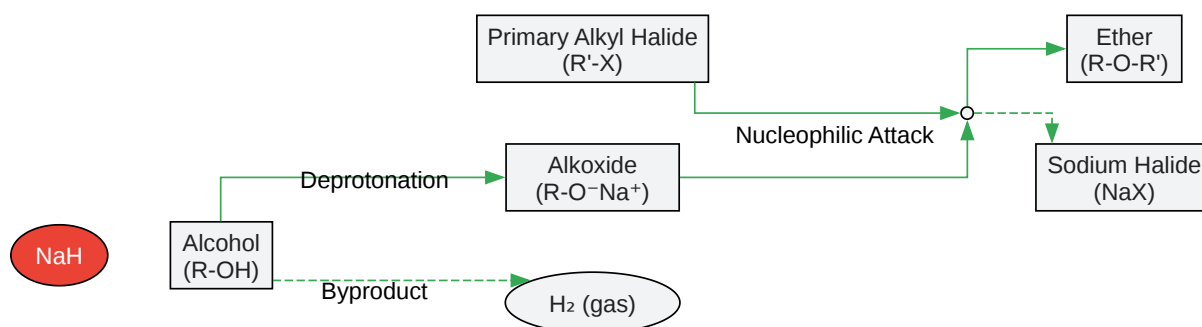 Primary Alkyl Halide
(R'-X)
Ether
(R-O-R')
Nucleophilic Attack
Deprotonation
Alkoxide
(R-O⁻Na⁺)
Sodium Halide
(NaX)
NaH
Alcohol
(R-OH)
Byproduct
H₂ (gas)